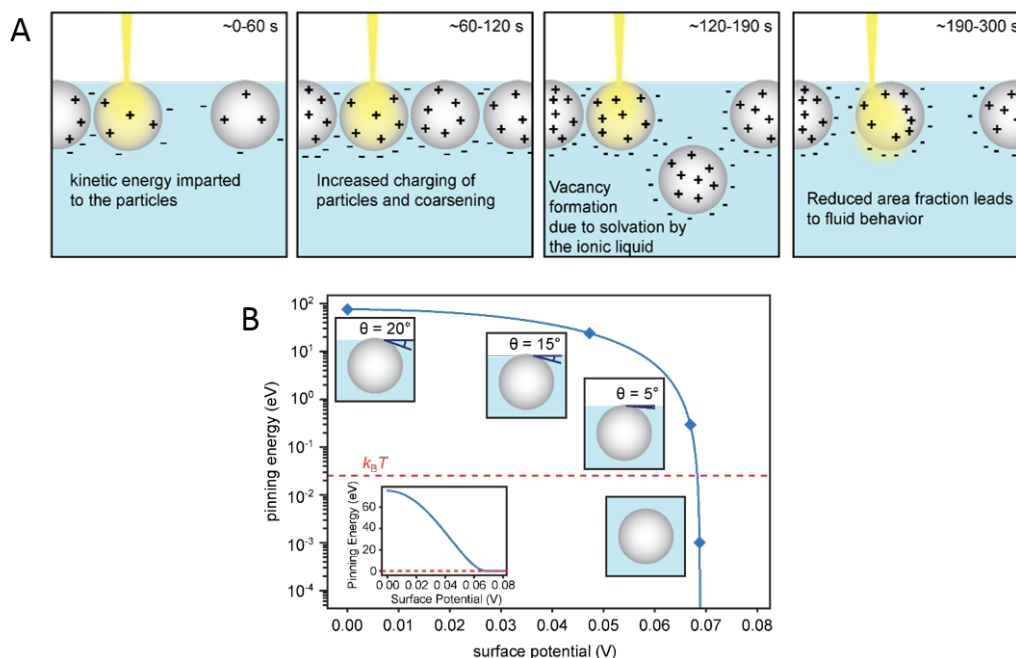 A
~0-60 s
kinetic energy imparted
to the particles
~60-120 s
Increased charging of
particles and coarsening
~120-190 s
Vacancy
formation
due to solvation by
the ionic liquid
~190-300 s
Reduced area fraction leads
to fluid behavior
B
pinning energy (eV)
10²
10¹
10⁰
10⁻¹
10⁻²
10⁻³
10⁻⁴
θ = 20°
θ = 15°
θ = 5°
kBT
Pinning Energy (eV)
60
40
20
0
0.00 0.02 0.04 0.06 0.08
Surface Potential (V)
0.00 0.01 0.02 0.03 0.04 0.05 0.06 0.07 0.08
surface potential (V)